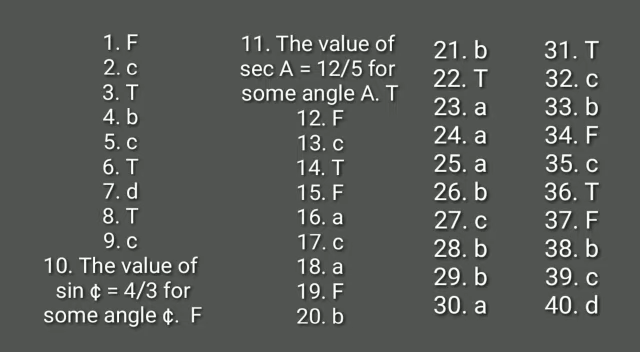 1. F
2. c
3. T
4. b
5. c
6. T
7. d
8. T
9. c
10. The value of
sin ¢ = 4/3 for
some angle ¢. F
11. The value of
sec A = 12/5 for
some angle A. T
12. F
13. c
14. T
15. F
16. a
17. c
18. a
19. F
20. b
21. b
22. T
23. a
24. a
25. a
26. b
27. c
28. b
29. b
30. a
31. T
32. c
33. b
34. F
35. c
36. T
37. F
38. b
39. c
40. d